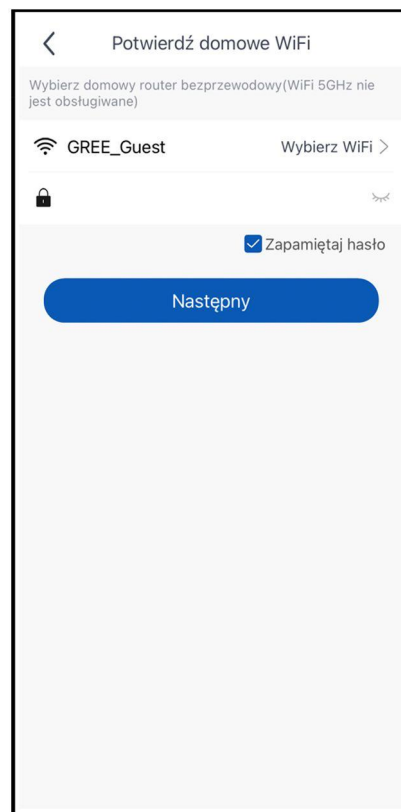 Potwierdź domowe WiFi
Wybierz domowy router bezprzewodowy(WiFi 5GHz nie
jest obsługiwane)
GREE_Guest Wybierz WiFi >
Zapamiętaj hasło
Następny